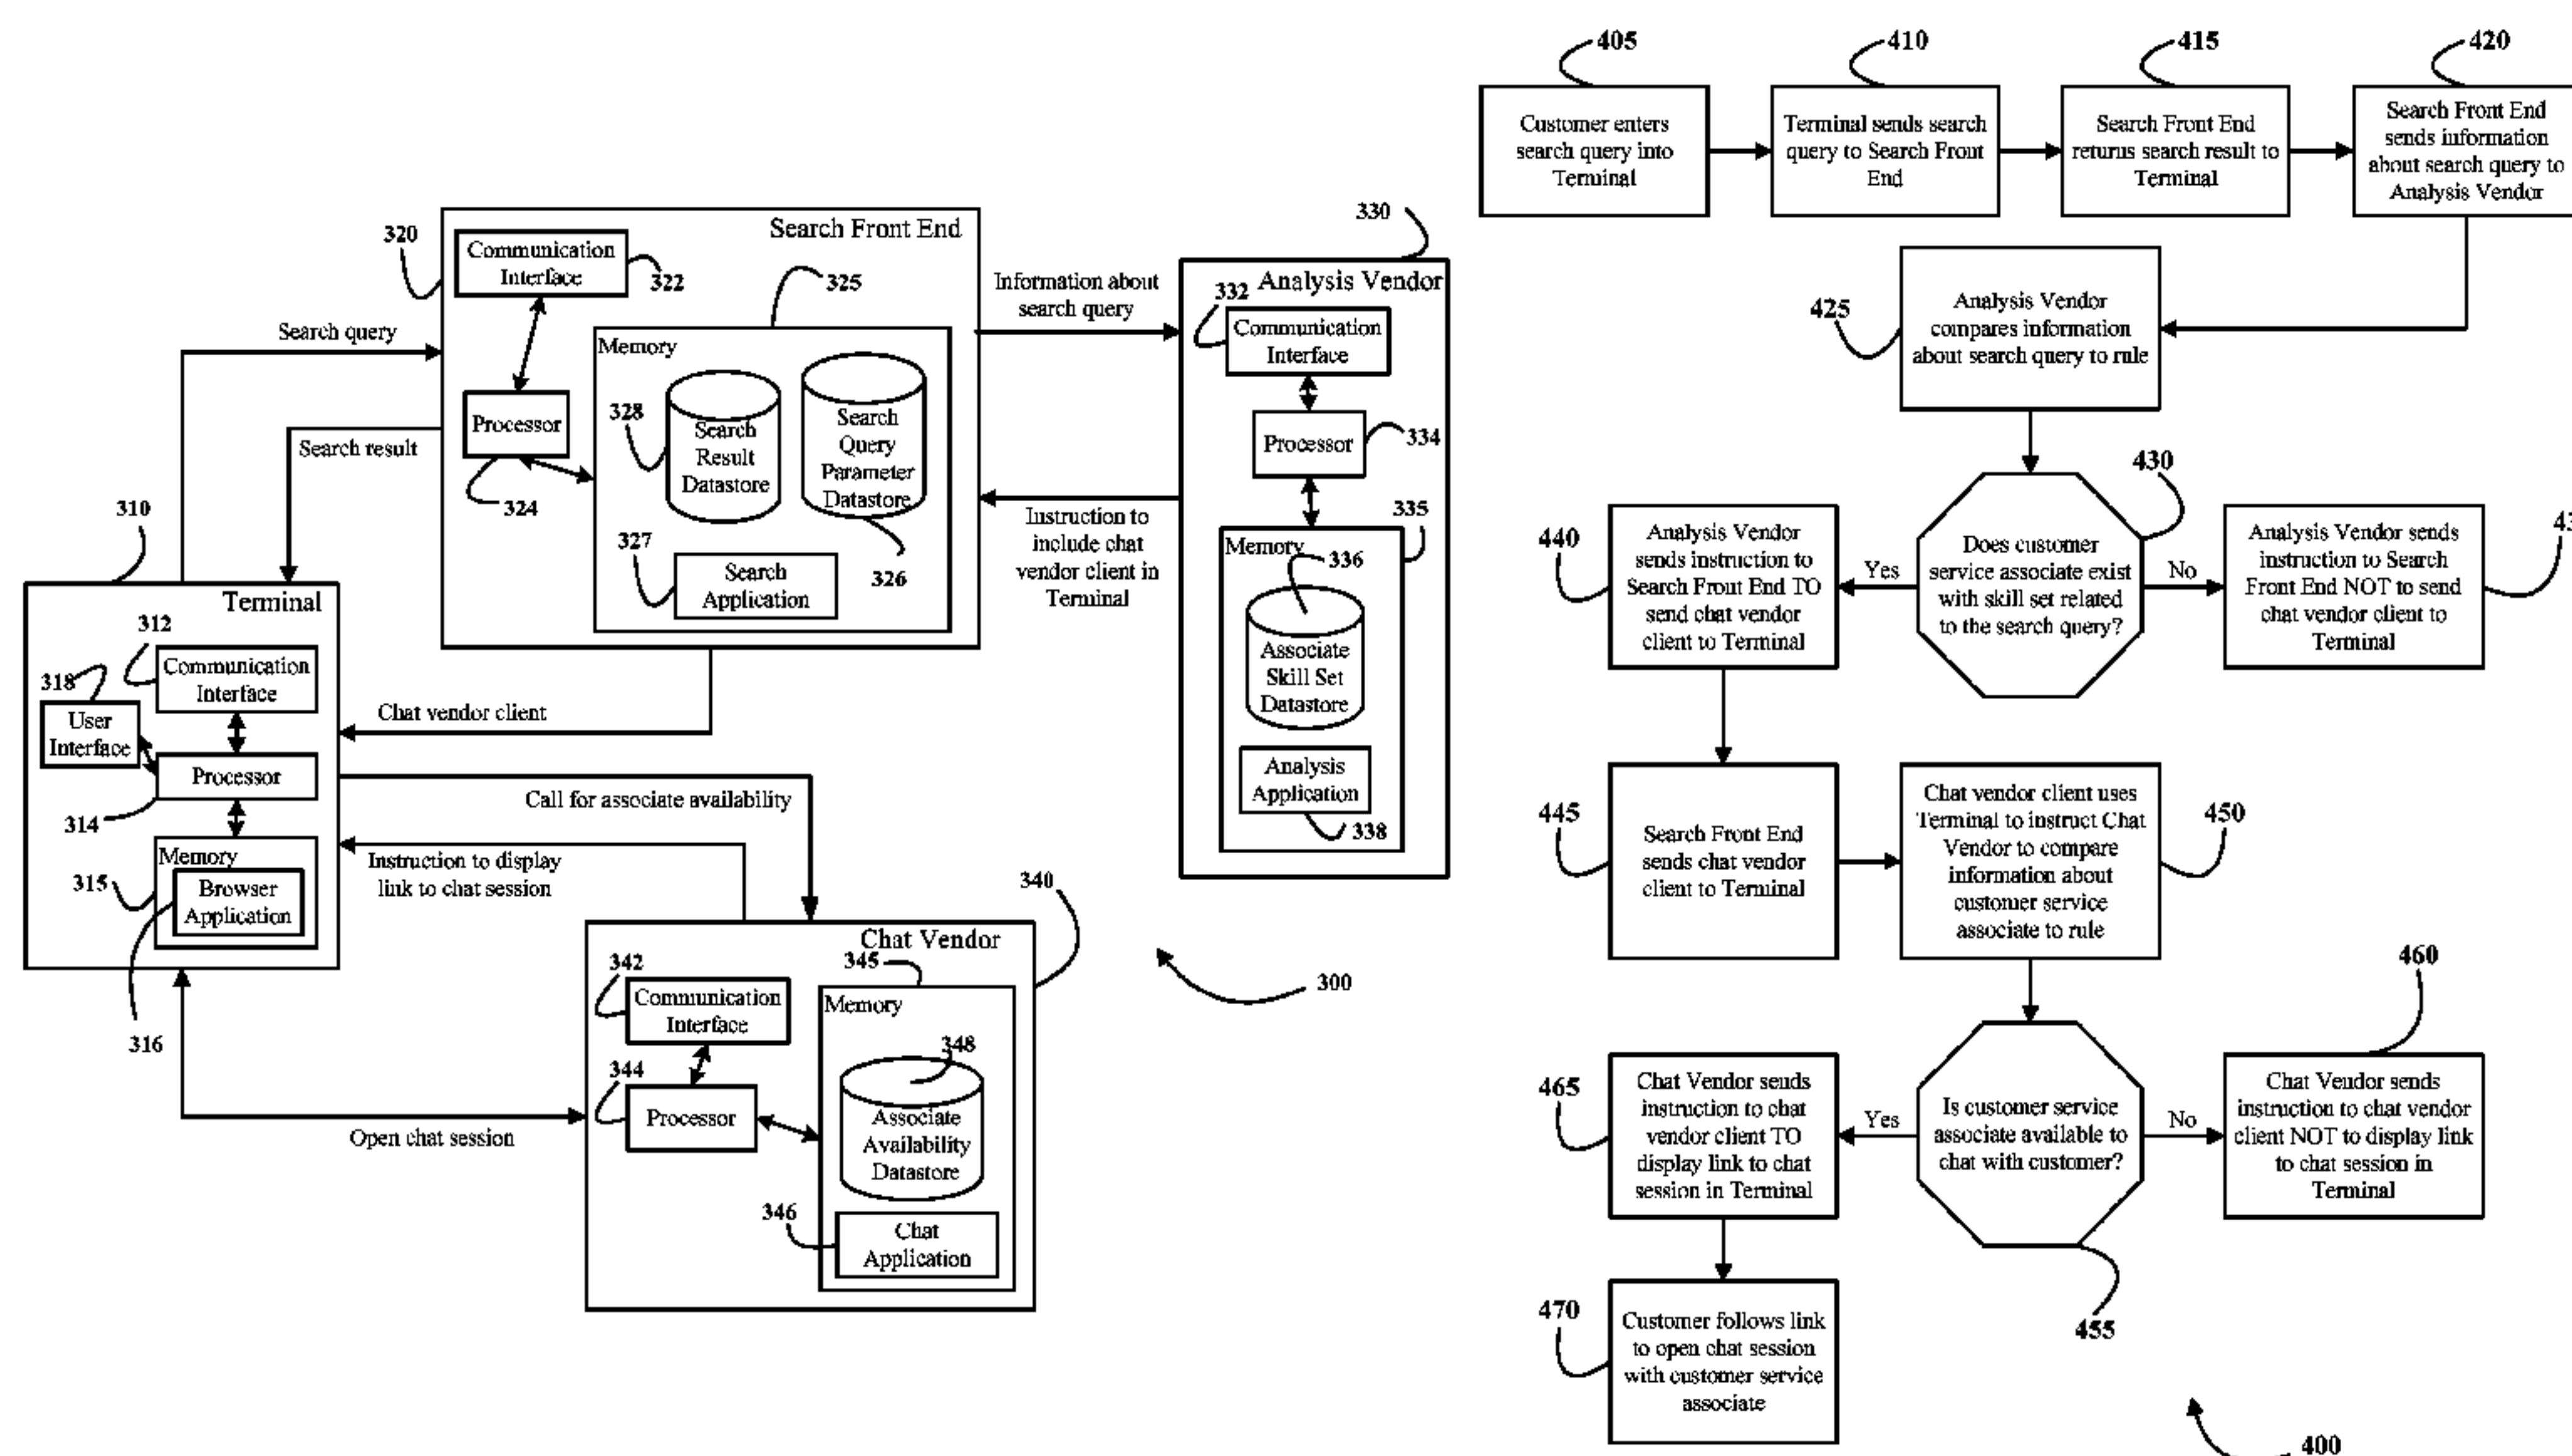 320
Search Front End
Communication
Interface
322
325
Memory
Processor
324
328
Search
Result
Datastore
Search
Query
Parameter
Datastore
326
327
Search
Application
Search query
Search result
Information about
search query
Instruction to
include chat
vendor client in
Terminal
330
Analysis Vendor
332
Communication
Interface
Processor
334
335
Memory
336
Associate
Skill Set
Datastore
Analysis
Application
338
310
Terminal
312
Communication
Interface
318
User
Interface
Processor
314
Memory
315
Browser
Application
316
Chat vendor client
Call for associate availability
Instruction to display
link to chat session
Open chat session
340
Chat Vendor
342
Communication
Interface
344
Processor
345
Memory
348
Associate
Availability
Datastore
346
Chat
Application
300
405
Customer enters
search query into
Terminal
410
Terminal sends search
query to Search Front
End
415
Search Front End
returns search result to
Terminal
420
Search Front End
sends information
about search query to
Analysis Vendor
425
Analysis Vendor
compares information
about search query to rule
430
Does customer
service associate exist
with skill set related
to the search query?
Yes
No
440
Analysis Vendor
sends instruction to
Search Front End TO
send chat vendor
client to Terminal
Analysis Vendor sends
instruction to Search
Front End NOT to send
chat vendor client to
Terminal
445
Search Front End
sends chat vendor
client to Terminal
450
Chat vendor client uses
Terminal to instruct Chat
Vendor to compare
information about
customer service
associate to rule
455
Is customer service
associate available to
chat with customer?
Yes
No
460
Chat Vendor sends
instruction to chat vendor
client NOT to display link
to chat session in
Terminal
465
Chat Vendor sends
instruction to chat
vendor client TO
display link to chat
session in Terminal
470
Customer follows link
to open chat session
with customer service
associate
400